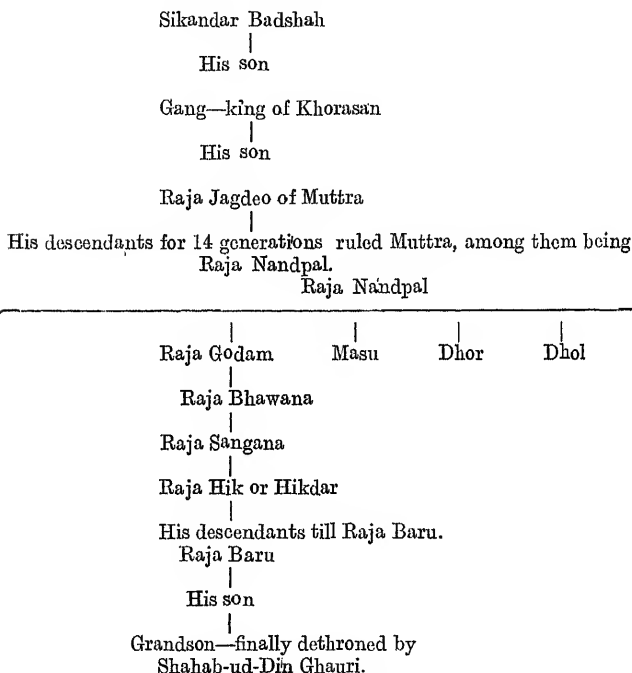 Sikandar Badshah
His son
Gang—king of Khorasan
His son
Raja Jagdeo of Muttra
His descendants for 14 generations ruled Muttra, among them being
Raja Nandpal.
Raja Nandpal
Raja Godam Masu Dhor Dhol
Raja Bhawana
Raja Sangana
Raja Hik or Hikdar
His descendants till Raja Baru.
Raja Baru
His son
Grandson—finally dethroned by
Shahab-ud-Din Ghauri.